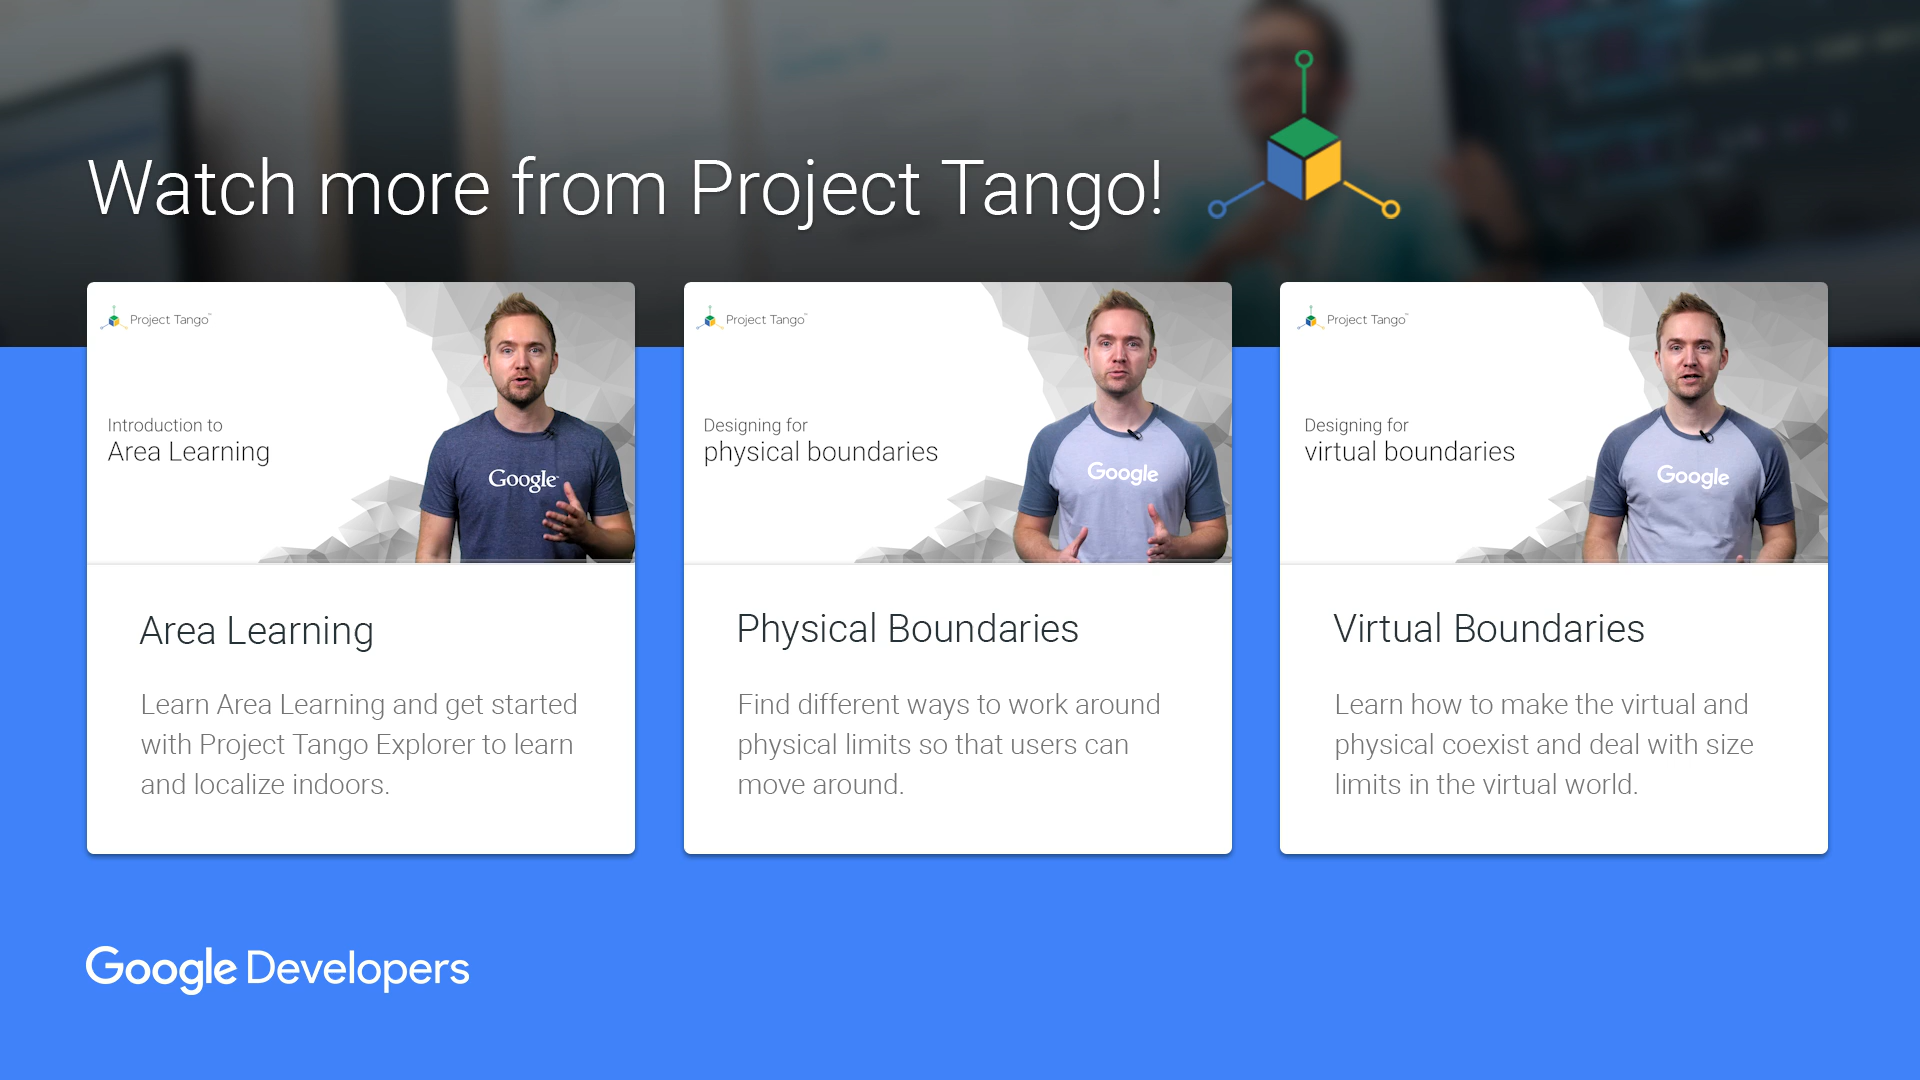 Watch more from Project Tango!
Project Tango™
Introduction to
Area Learning
Google
Area Learning
Learn Area Learning and get started
with Project Tango Explorer to learn
and localize indoors.
Project Tango™
Designing for
physical boundaries
Google
Physical Boundaries
Find different ways to work around
physical limits so that users can
move around.
Project Tango™
Designing for
virtual boundaries
Google
Virtual Boundaries
Learn how to make the virtual and
physical coexist and deal with size
limits in the virtual world.
Google Developers